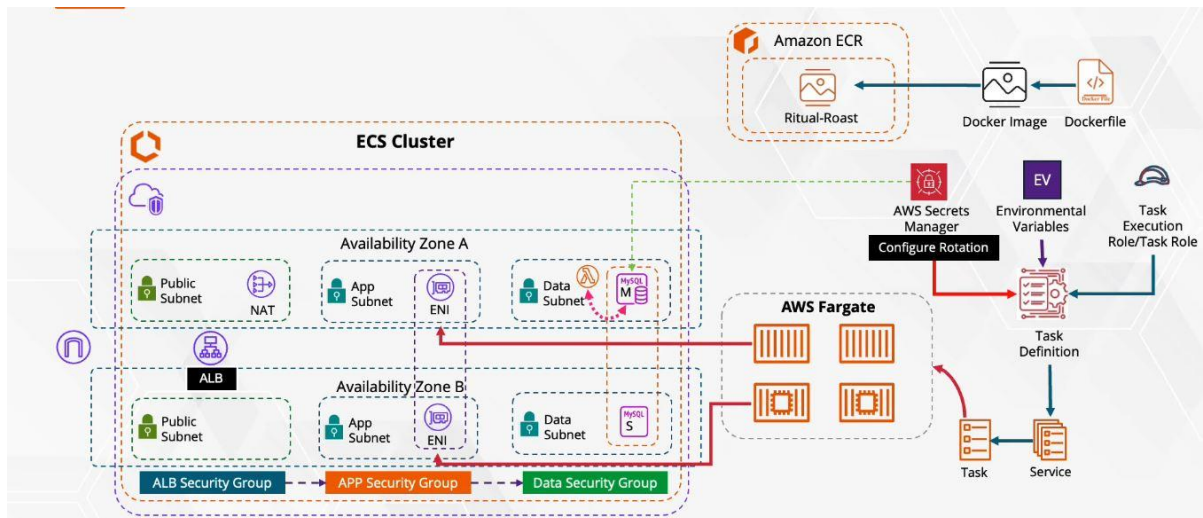 Amazon ECR
Ritual-Roast
Docker Image
Docker File
Dockerfile
ECS Cluster
AWS Secrets
Manager
Configure Rotation
EV
Environmental
Variables
Task
Execution
Role/Task Role
Availability Zone A
Public
Subnet
NAT
App
Subnet
ENI
Data
Subnet
MySQL
M
AWS Fargate
Task
Definition
ALB
Availability Zone B
Public
Subnet
App
Subnet
ENI
Data
Subnet
MySQL
S
Task
Service
ALB Security Group
APP Security Group
Data Security Group